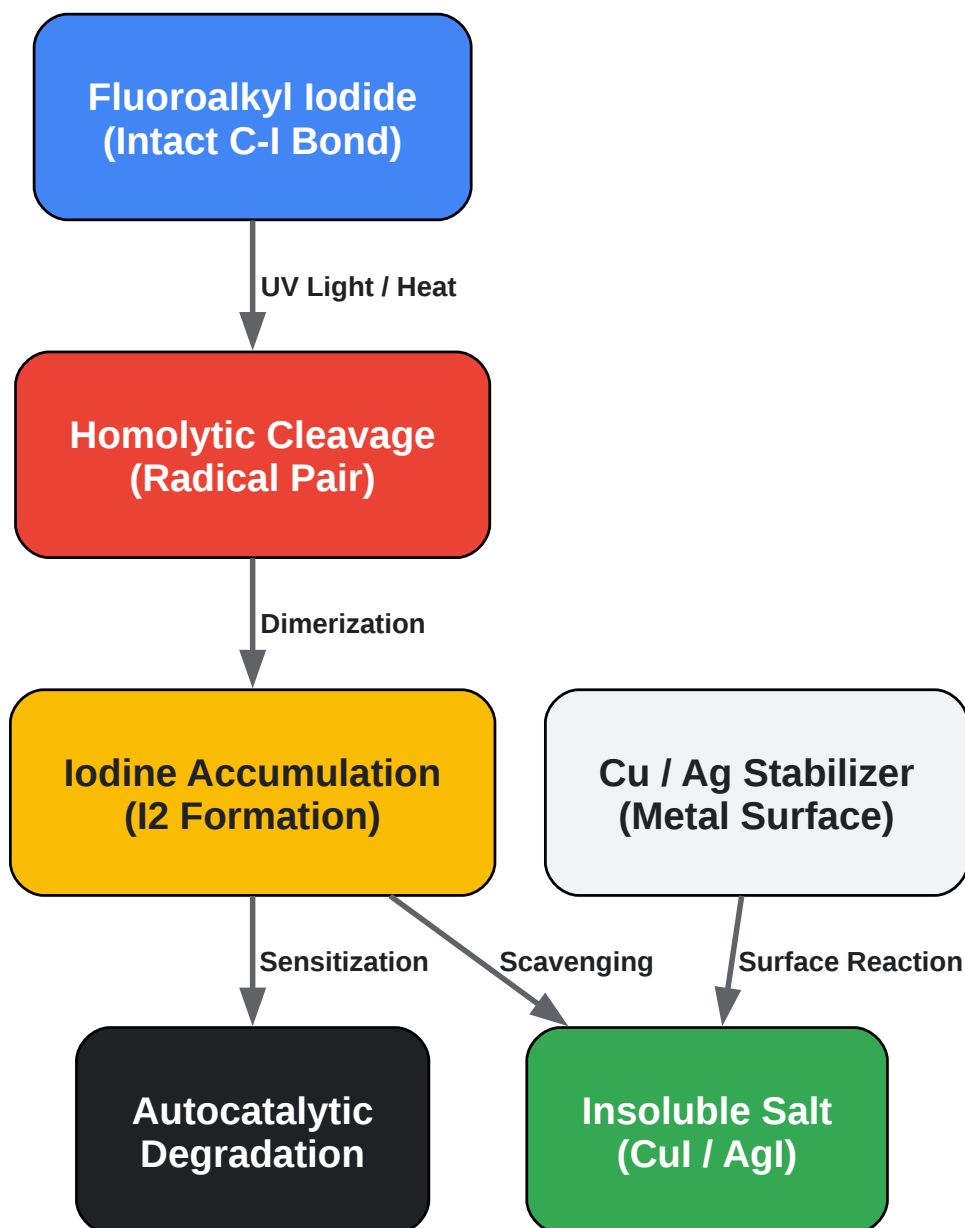 Fluoroalkyl Iodide
(Intact C-I Bond)
UV Light / Heat
Homolytic Cleavage
(Radical Pair)
Dimerization
Iodine Accumulation
(I2 Formation)
Cu / Ag Stabilizer
(Metal Surface)
Sensitization
Scavenging
Surface Reaction
Autocatalytic
Degradation
Insoluble Salt
(CuI / AgI)